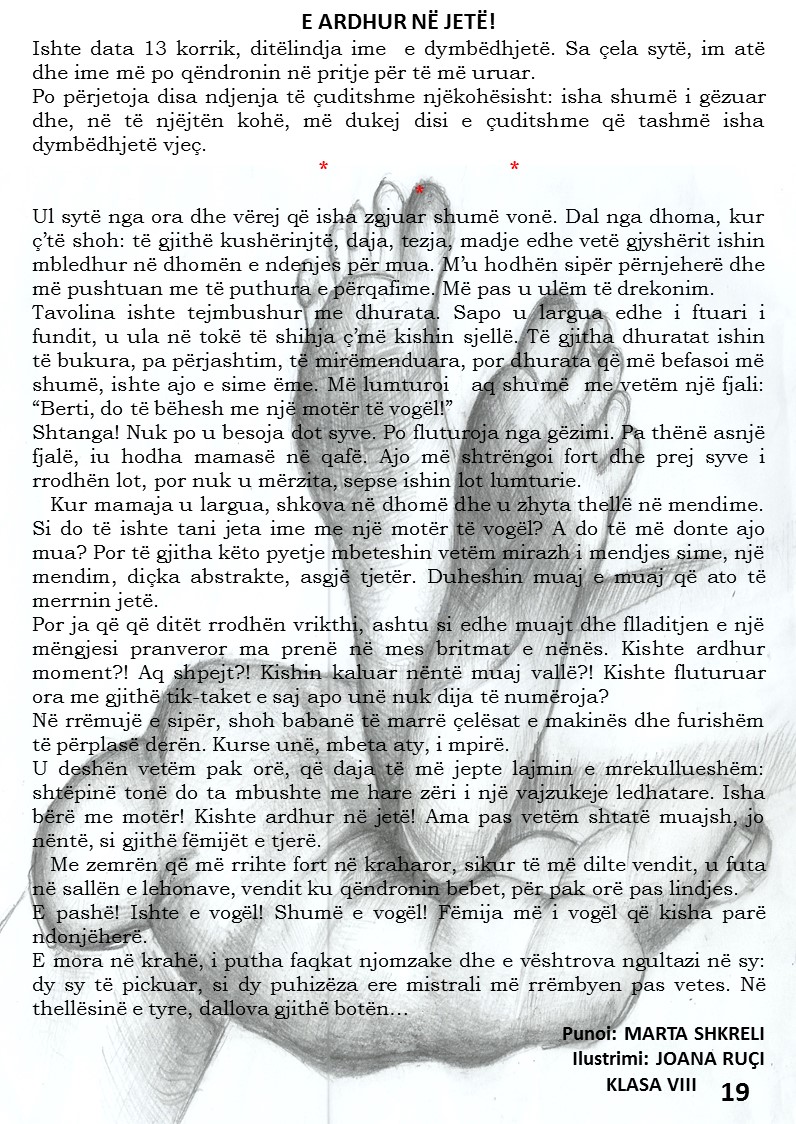 E ARDHUR NË JETË!
Ishte data 13 korrik, ditëlindja ime e dymbëdhjetë. Sa çela sytë, im atë
dhe ime më po qëndronin në pritje për të më uruar.
Po përjetoja disa ndjenja të çuditshme njëkohësisht: isha shumë i gëzuar
dhe, në të njëjtën kohë, më dukej disi e çuditshme që tashmë isha
dymbëdhjetë vjeç.
* *
*
Ul sytë nga ora dhe vërej që isha zgjuar shumë vonë. Dal nga dhoma, kur
ç’të shoh: të gjithë kushërinjtë, daja, tezja, madje edhe vetë gjyshërit ishin
mbledhur në dhomën e ndenjes për mua. M’u hodhën sipër përnjeherë dhe
më pushtuan me të puthura e përqafime. Më pas u ulëm të drekonim.
Tavolina ishte tejmbushur me dhurata. Sapo u largua edhe i ftuari i
fundit, u ula në tokë të shihja ç’më kishin sjellë. Të gjitha dhuratat ishin
të bukura, pa përjashtim, të mirëmenduara, por dhurata që më befasoi më
shumë, ishte ajo e sime ëme. Më lumturoi aq shumë me vetëm një fjali:
“Berti, do të bëhesh me një motër të vogël!”
Shtanga! Nuk po u besoja dot syve. Po fluturoja nga gëzimi. Pa thënë asnjë
fjalë, iu hodha mamasë në qafë. Ajo më shtrëngoi fort dhe prej syve i
rrodhën lot, por nuk u mërzita, sepse ishin lot lumturie.
Kur mamaja u largua, shkova në dhomë dhe u zhyta thellë në mendime.
Si do të ishte tani jeta ime me një motër të vogël? A do të më donte ajo
mua? Por të gjitha këto pyetje mbeteshin vetëm mirazh i mendjes sime, një
mendim, diçka abstrakte, asgjë tjetër. Duheshin muaj e muaj që ato të
merrnin jetë.
Por ja që që ditët rrodhën vrikthi, ashtu si edhe muajt dhe flladitjen e një
mëngjesi pranveror ma prenë në mes britmat e nënës. Kishte ardhur
moment?! Aq shpejt?! Kishin kaluar nëntë muaj vallë?! Kishte fluturuar
ora me gjithë tik-taket e saj apo unë nuk dija të numëroja?
Në rrëmujë e sipër, shoh babanë të marrë çelësat e makinës dhe furishëm
të përplasë derën. Kurse unë, mbeta aty, i mpirë.
U deshën vetëm pak orë, që daja të më jepte lajmin e mrekullueshëm:
shtëpinë tonë do ta mbushte me hare zëri i një vajzukeje ledhatare. Isha
bërë me motër! Kishte ardhur në jetë! Ama pas vetëm shtatë muajsh, jo
nëntë, si gjithë fëmijët e tjerë.
Me zemrën që më rrihte fort në kraharor, sikur të më dilte vendit, u futa
në sallën e lehonave, vendit ku qëndronin bebet, për pak orë pas lindjes.
E pashë! Ishte e vogël! Shumë e vogël! Fëmija më i vogël që kisha parë
ndonjëherë.
E mora në krahë, i putha faqkat njomzake dhe e vështrova ngultazi në sy:
dy sy të pickuar, si dy puhizëza ere mistrali më rrëmbyen pas vetes. Në
thellësinë e tyre, dallova gjithë botën…
Punoi: MARTA SHKRELI
Ilustrimi: JOANA RUÇI
KLASA VIII
19